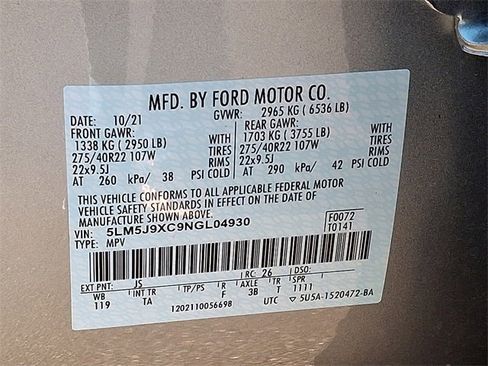 MFD. BY FORD MOTOR CO.
DATE: 10/21 GVWR: 2965 KG ( 6536 LB)
FRONT GAWR: REAR GAWR:
1338 KG ( 2950 LB) WITH 1703 KG ( 3755 LB) WITH
275/40R22 107W TIRES 275/40R22 107W TIRES
22x9.5J RIMS 22x9.5J RIMS
AT 260 kPa/ 38 PSI COLD AT 290 kPa/ 42 PSI COLD
THIS VEHICLE CONFORMS TO ALL APPLICABLE FEDERAL MOTOR
VEHICLE SAFETY STANDARDS IN EFFECT ON THE DATE OF
MANUFACTURE SHOWN ABOVE.
VIN: 5LM5J9XC9NGL04930 F0072
TYPE: MPV T0141
EXT PNT: JS RC: 26 DSO:
WB INT TR TP/PS R AXLE TR SPR
119 TA F 3B T 1111
1202110056698 UTC ▽ 5U5A-1520472-BA